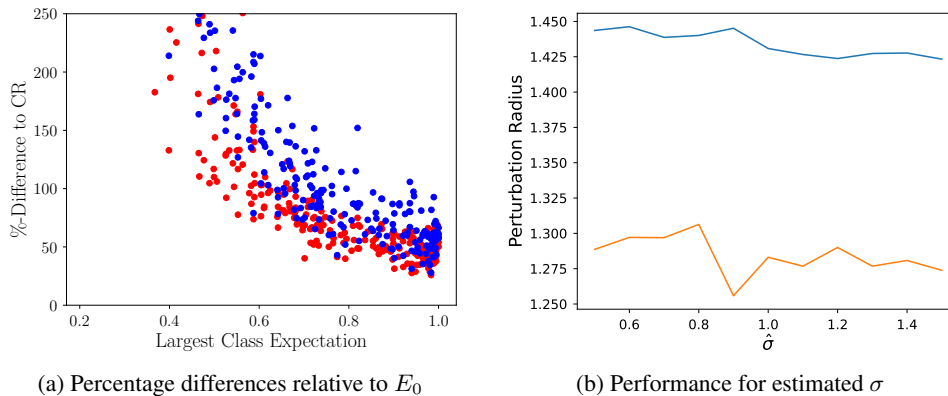 250
200
150
100
50
0
%-Difference to CR
0.2 0.4 0.6 0.8 1.0
Largest Class Expectation
(a) Percentage differences relative to E₀
1.450
1.425
1.400
1.375
1.350
1.325
1.300
1.275
1.250
Perturbation Radius
0.6 0.8 1.0 1.2 1.4
σ̂
(b) Performance for estimated σ